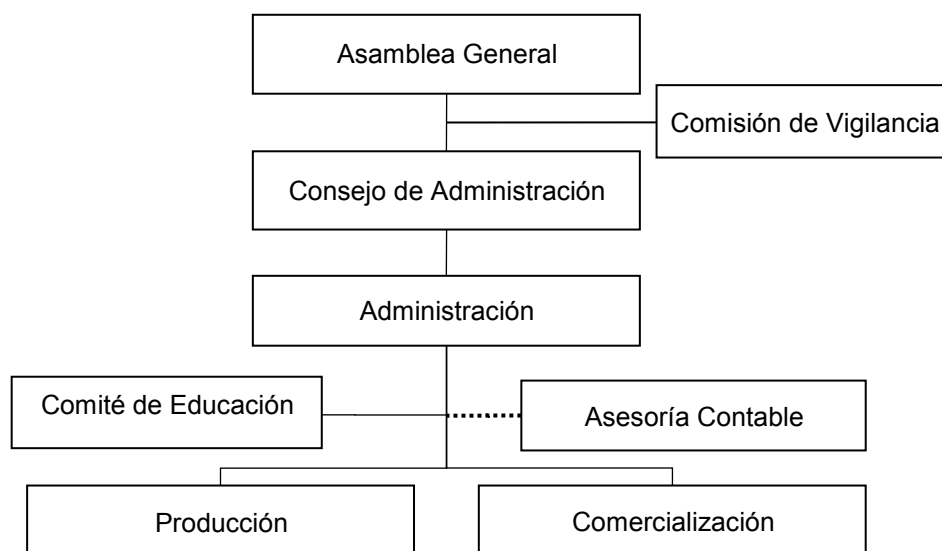 Asamblea General
Comisión de Vigilancia
Consejo de Administración
Administración
Comité de Educación
Asesoría Contable
Producción
Comercialización